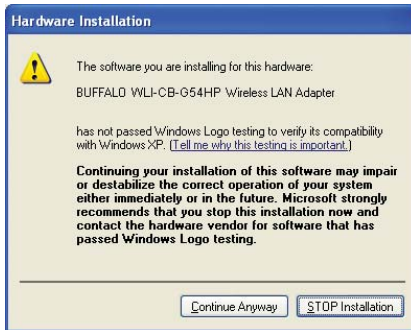 Hardware Installation
The software you are installing for this hardware:
BUFFALO WLI-CB-G54HP Wireless LAN Adapter
has not passed Windows Logo testing to verify its compatibility
with Windows XP. (Tell me why this testing is important.)
Continuing your installation of this software may impair
or destabilize the correct operation of your system
either immediately or in the future. Microsoft strongly
recommends that you stop this installation now and
contact the hardware vendor for software that has
passed Windows Logo testing.
Continue Anyway
STOP Installation